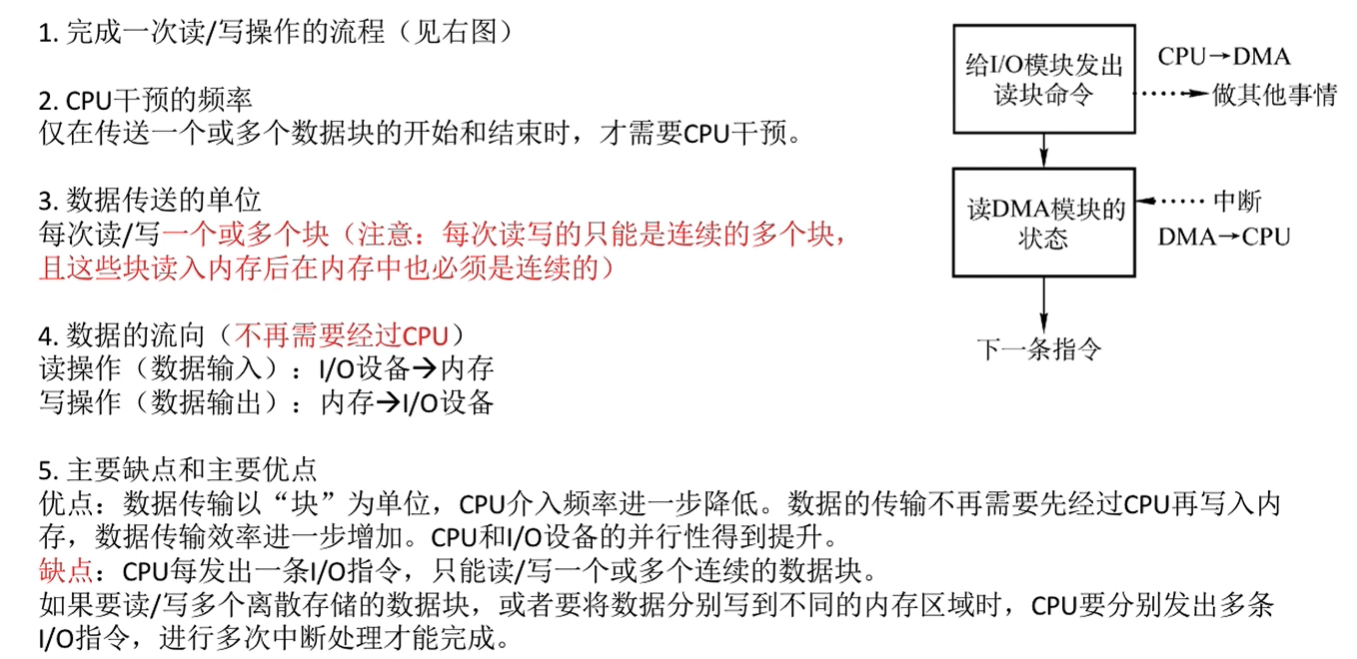 1. 完成一次读/写操作的流程（见右图）
2. CPU干预的频率
仅在传送一个或多个数据块的开始和结束时，才需要CPU干预。
3. 数据传送的单位
每次读/写一个或多个块（注意：每次读写的只能是连续的多个块，
且这些块读入内存后在内存中也必须是连续的）
4. 数据的流向（不再需要经过CPU）
读操作（数据输入）：I/O设备→内存
写操作（数据输出）：内存→I/O设备
5. 主要缺点和主要优点
优点：数据传输以“块”为单位，CPU介入频率进一步降低。数据的传输不再需要先经过CPU再写入内
存，数据传输效率进一步增加。CPU和I/O设备的并行性得到提升。
缺点：CPU每发出一条I/O指令，只能读/写一个或多个连续的数据块。
如果要读/写多个离散存储的数据块，或者要将数据分别写到不同的内存区域时，CPU要分别发出多条
I/O指令，进行多次中断处理才能完成。
给I/O模块发出
读块命令
CPU→DMA
做其他事情
读DMA模块的
状态
中断
DMA→CPU
下一条指令